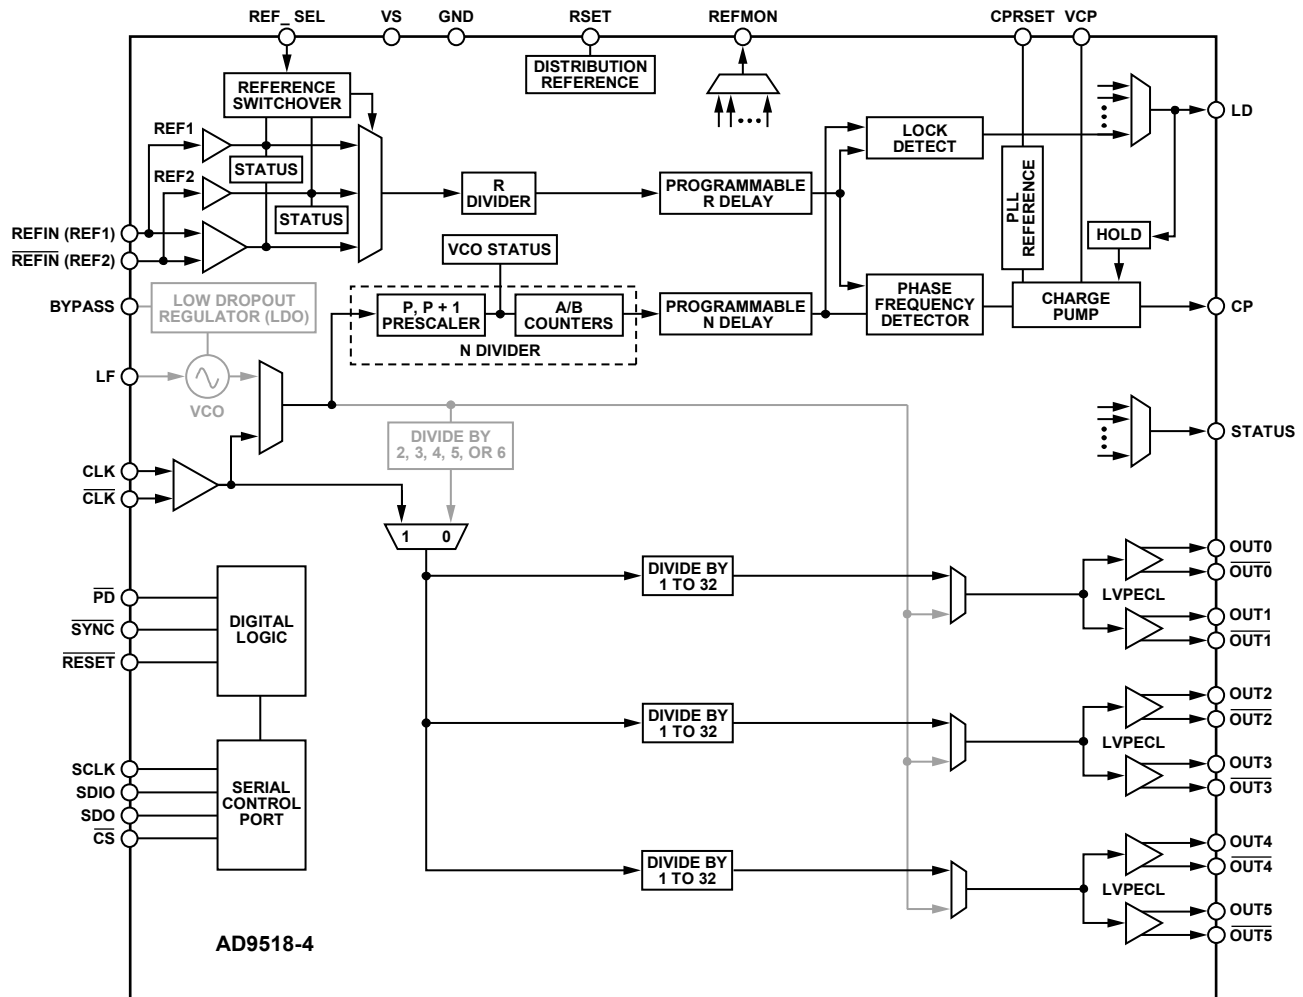 REF_SEL VS GND RSET REFMON CPRSET VCP
DISTRIBUTION
REFERENCE
REFERENCE
SWITCHOVER
REF1
STATUS
REF2
STATUS
REFIN (REF1)
REFIN (REF2)
R
DIVIDER
PROGRAMMABLE
R DELAY
LOCK
DETECT
LD
PLL
REFERENCE
HOLD
VCO STATUS
BYPASS
LOW DROPOUT
REGULATOR (LDO)
P, P + 1
PRESCALER
A/B
COUNTERS
N DIVIDER
PROGRAMMABLE
N DELAY
PHASE
FREQUENCY
DETECTOR
CHARGE
PUMP
CP
LF
VCO
DIVIDE BY
2, 3, 4, 5, OR 6
STATUS
CLK
CLK
1 0
DIVIDE BY
1 TO 32
LVPECL
OUT0
OUT0
OUT1
OUT1
PD
SYNC
RESET
DIGITAL
LOGIC
DIVIDE BY
1 TO 32
LVPECL
OUT2
OUT2
OUT3
OUT3
SCLK
SDIO
SDO
CS
SERIAL
CONTROL
PORT
DIVIDE BY
1 TO 32
LVPECL
OUT4
OUT4
OUT5
OUT5
AD9518-4